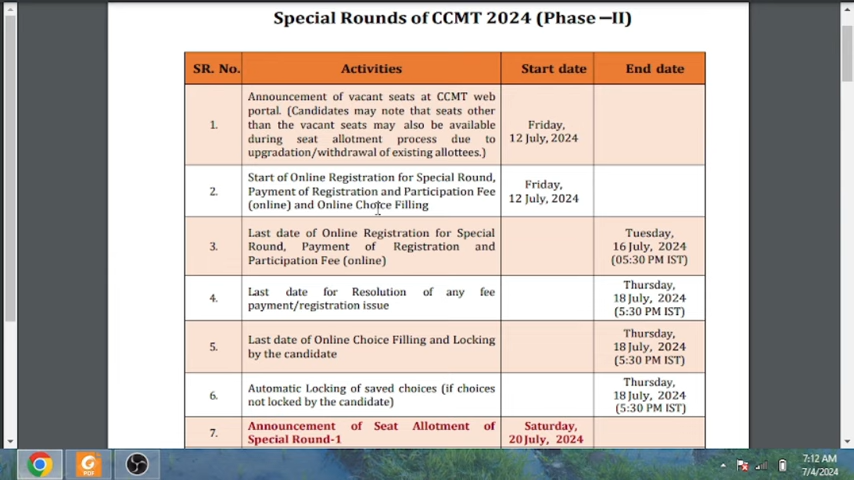 Special Rounds of CCMT 2024 (Phase –II)
SR. No. Activities Start date End date
Announcement of vacant seats at CCMT web
portal. (Candidates may note that seats other
1. than the vacant seats may also be available Friday,
during seat allotment process due to 12 July, 2024
upgradation/withdrawal of existing allottees.)
Start of Online Registration for Special Round,
2. Payment of Registration and Participation Fee Friday,
(online) and Online Choice Filling 12 July, 2024
Last date of Online Registration for Special Tuesday,
3. Round, Payment of Registration and 16 July, 2024
Participation Fee (online) (05:30 PM IST)
Last date for Resolution of any fee Thursday,
4. payment/registration issue 18 July, 2024
(5:30 PM IST)
Last date of Online Choice Filling and Locking Thursday,
5. by the candidate 18 July, 2024
(5:30 PM IST)
Automatic Locking of saved choices (if choices Thursday,
6. not locked by the candidate) 18 July, 2024
(5:30 PM IST)
7. Announcement of Seat Allotment of Saturday,
Special Round-1 20 July, 2024
PDF
7:12 AM
7/4/2024